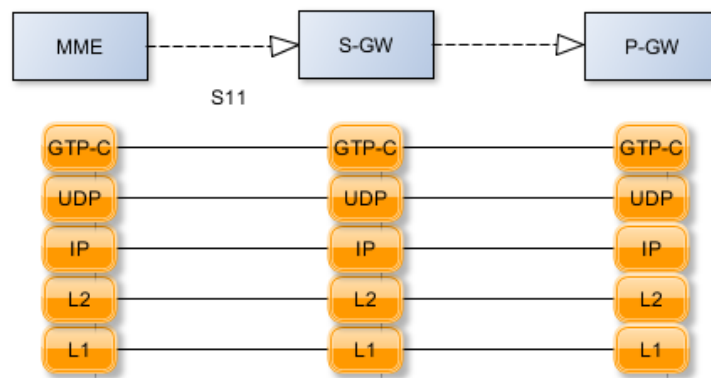 MME S-GW P-GW
S11
GTP-C GTP-C GTP-C
UDP UDP UDP
IP IP IP
L2 L2 L2
L1 L1 L1